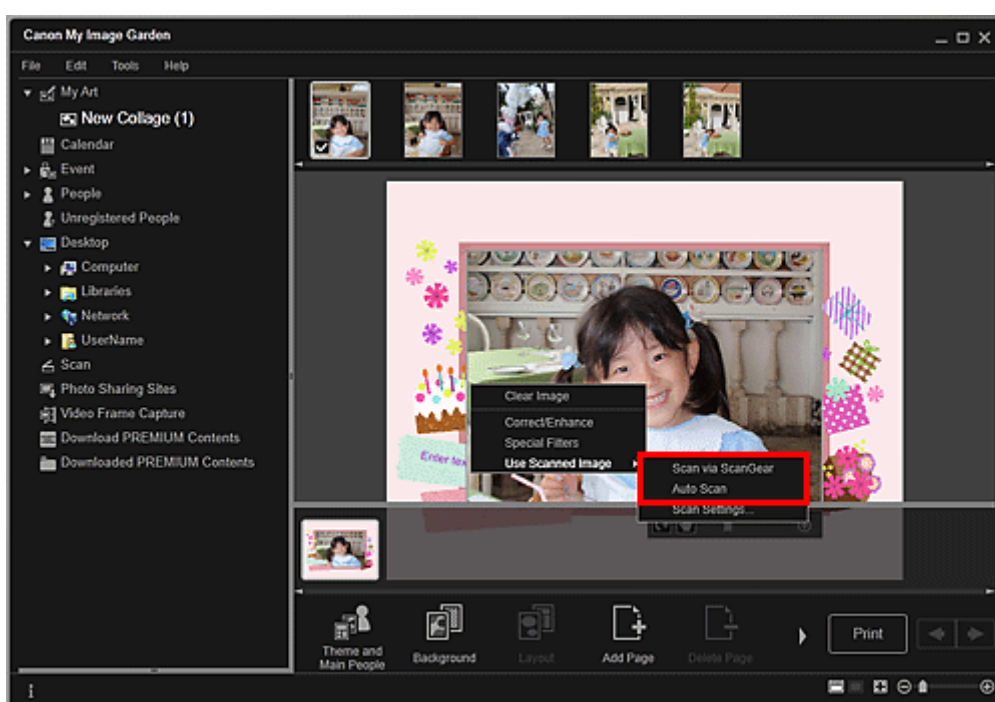 Canon My Image Garden
File Edit Tools Help
My Art
New Collage (1)
Calendar
Event
People
Unregistered People
Desktop
Computer
Libraries
Network
UserName
Scan
Photo Sharing Sites
Video Frame Capture
Download PREMIUM Contents
Downloaded PREMIUM Contents
Enter
Clear Image
Correct/Enhance
Special Filters
Use Scanned Image
Scan via ScanGear
Auto Scan
Scan Settings...
Theme and
Main People
Background
Layout
Add Page
Delete Page
Print